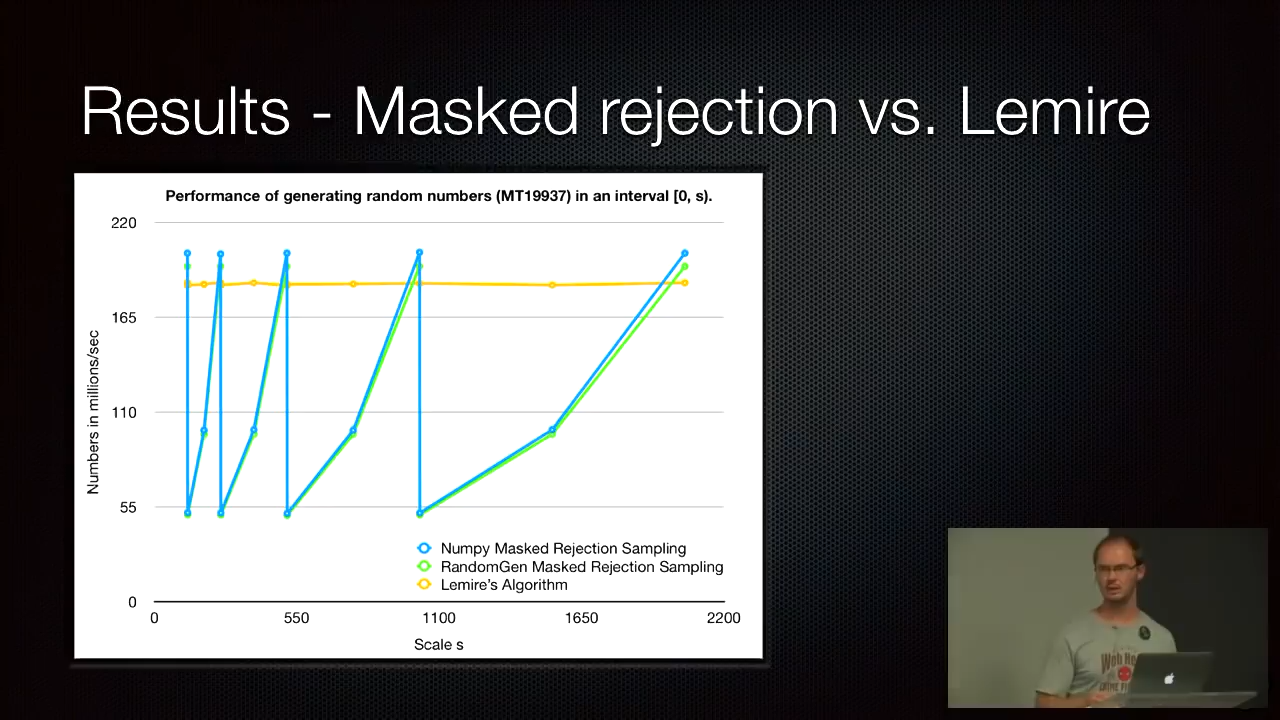 Results - Masked rejection vs. Lemire
Performance of generating random numbers (MT19937) in an interval [0, s).
220
165
110
55
0
Numbers in millions/sec
Numpy Masked Rejection Sampling
RandomGen Masked Rejection Sampling
Lemire's Algorithm
0 550 1100 1650 2200
Scale s